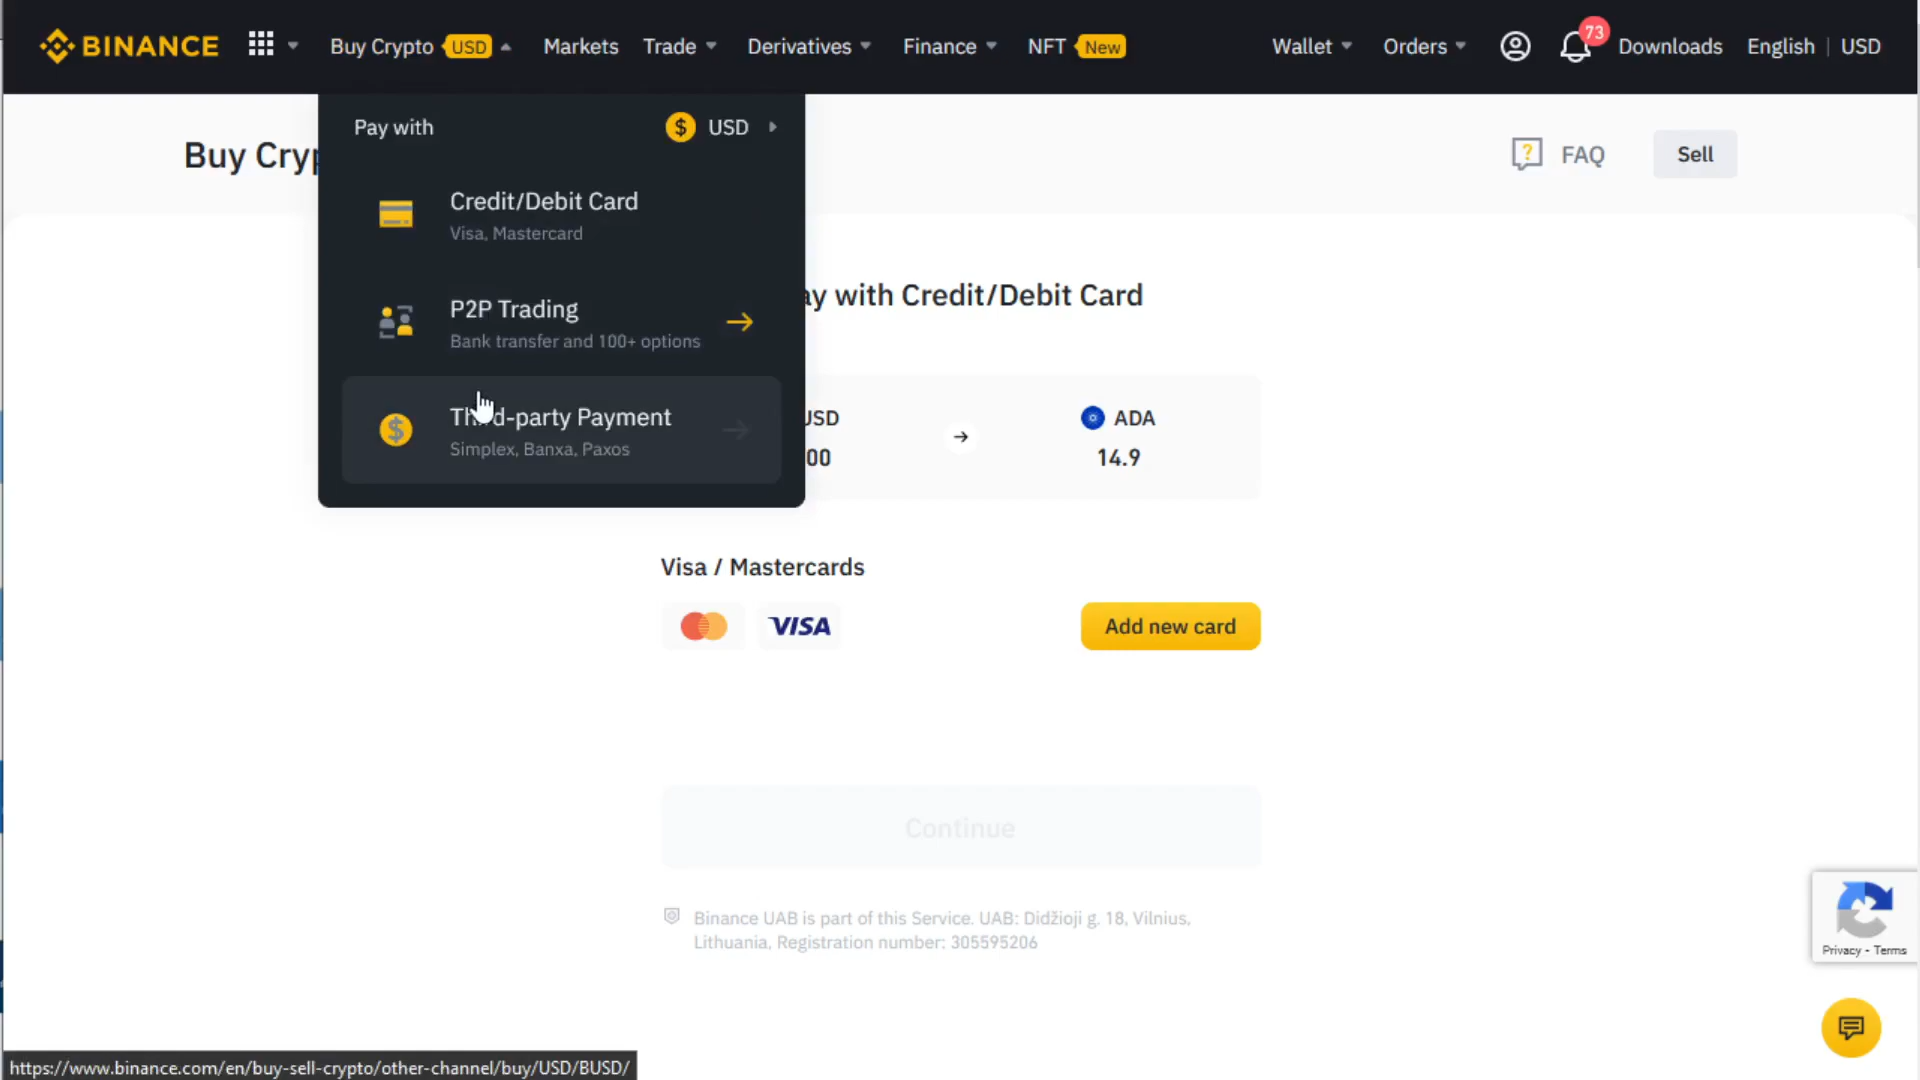 BINANCE
Buy Crypto USD
Markets
Trade
Derivatives
Finance
NFT New
Wallet
Orders
73
Downloads
English | USD
Pay with
$ USD
Buy Cryp
? FAQ
Sell
Credit/Debit Card
Visa, Mastercard
P2P Trading
Bank transfer and 100+ options
Third-party Payment
Simplex, Banxa, Paxos
ay with Credit/Debit Card
USD
00
ADA
14.9
Visa / Mastercards
VISA
Add new card
Continue
Binance UAB is part of this Service. UAB: Didžioji g. 18, Vilnius,
Lithuania, Registration number: 305595206
Privacy - Terms
https://www.binance.com/en/buy-sell-crypto/other-channel/buy/USD/BUSD/